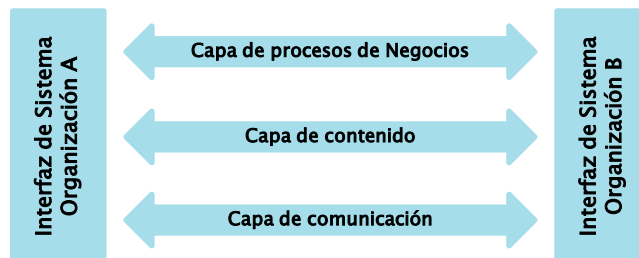 Interfaz de Sistema
Organización A
Capa de procesos de Negocios
Capa de contenido
Capa de comunicación
Interfaz de Sistema
Organización B